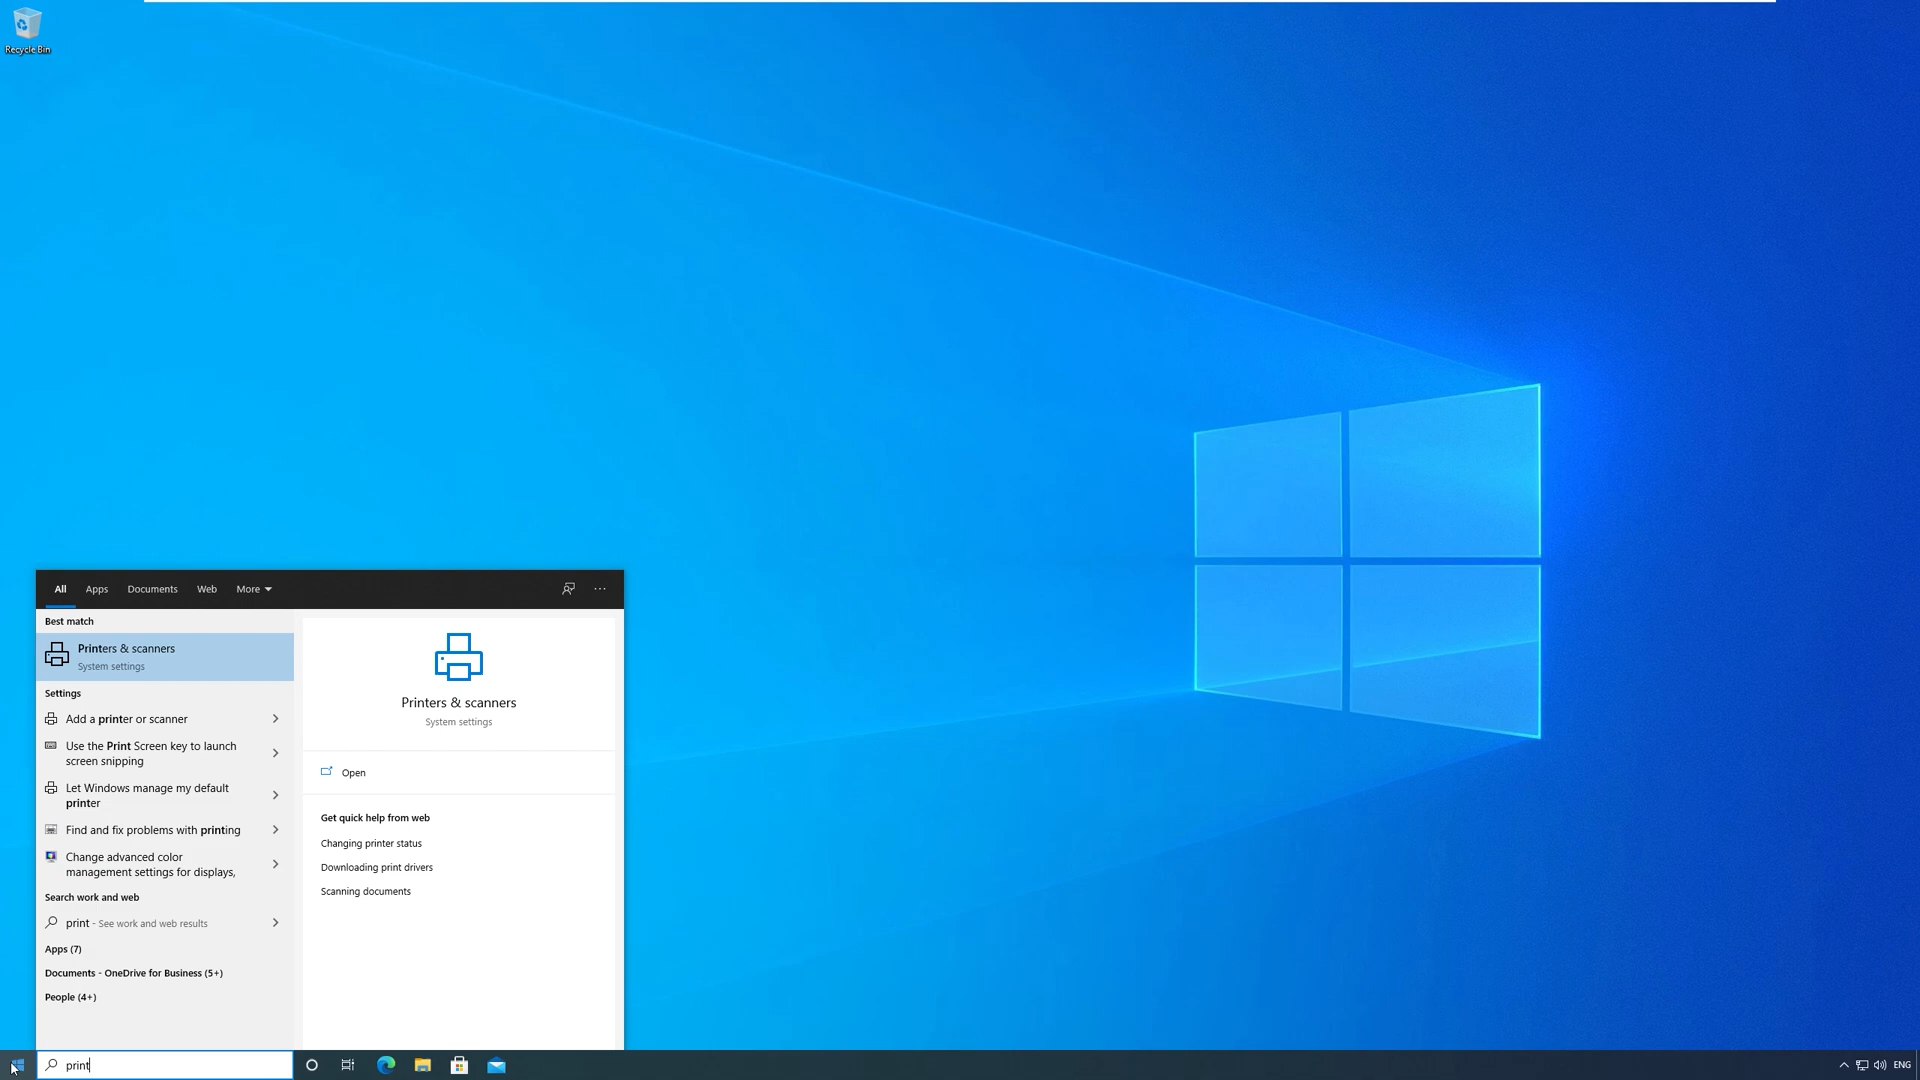 Recycle Bin
All Apps Documents Web More
Best match
Printers & scanners
System settings
Settings
Add a printer or scanner
Use the Print Screen key to launch
screen snipping
Let Windows manage my default
printer
Find and fix problems with printing
Change advanced color
management settings for displays,
Search work and web
print - See work and web results
Apps (7)
Documents - OneDrive for Business (5+)
People (4+)
Printers & scanners
System settings
Open
Get quick help from web
Changing printer status
Downloading print drivers
Scanning documents
print
ENG